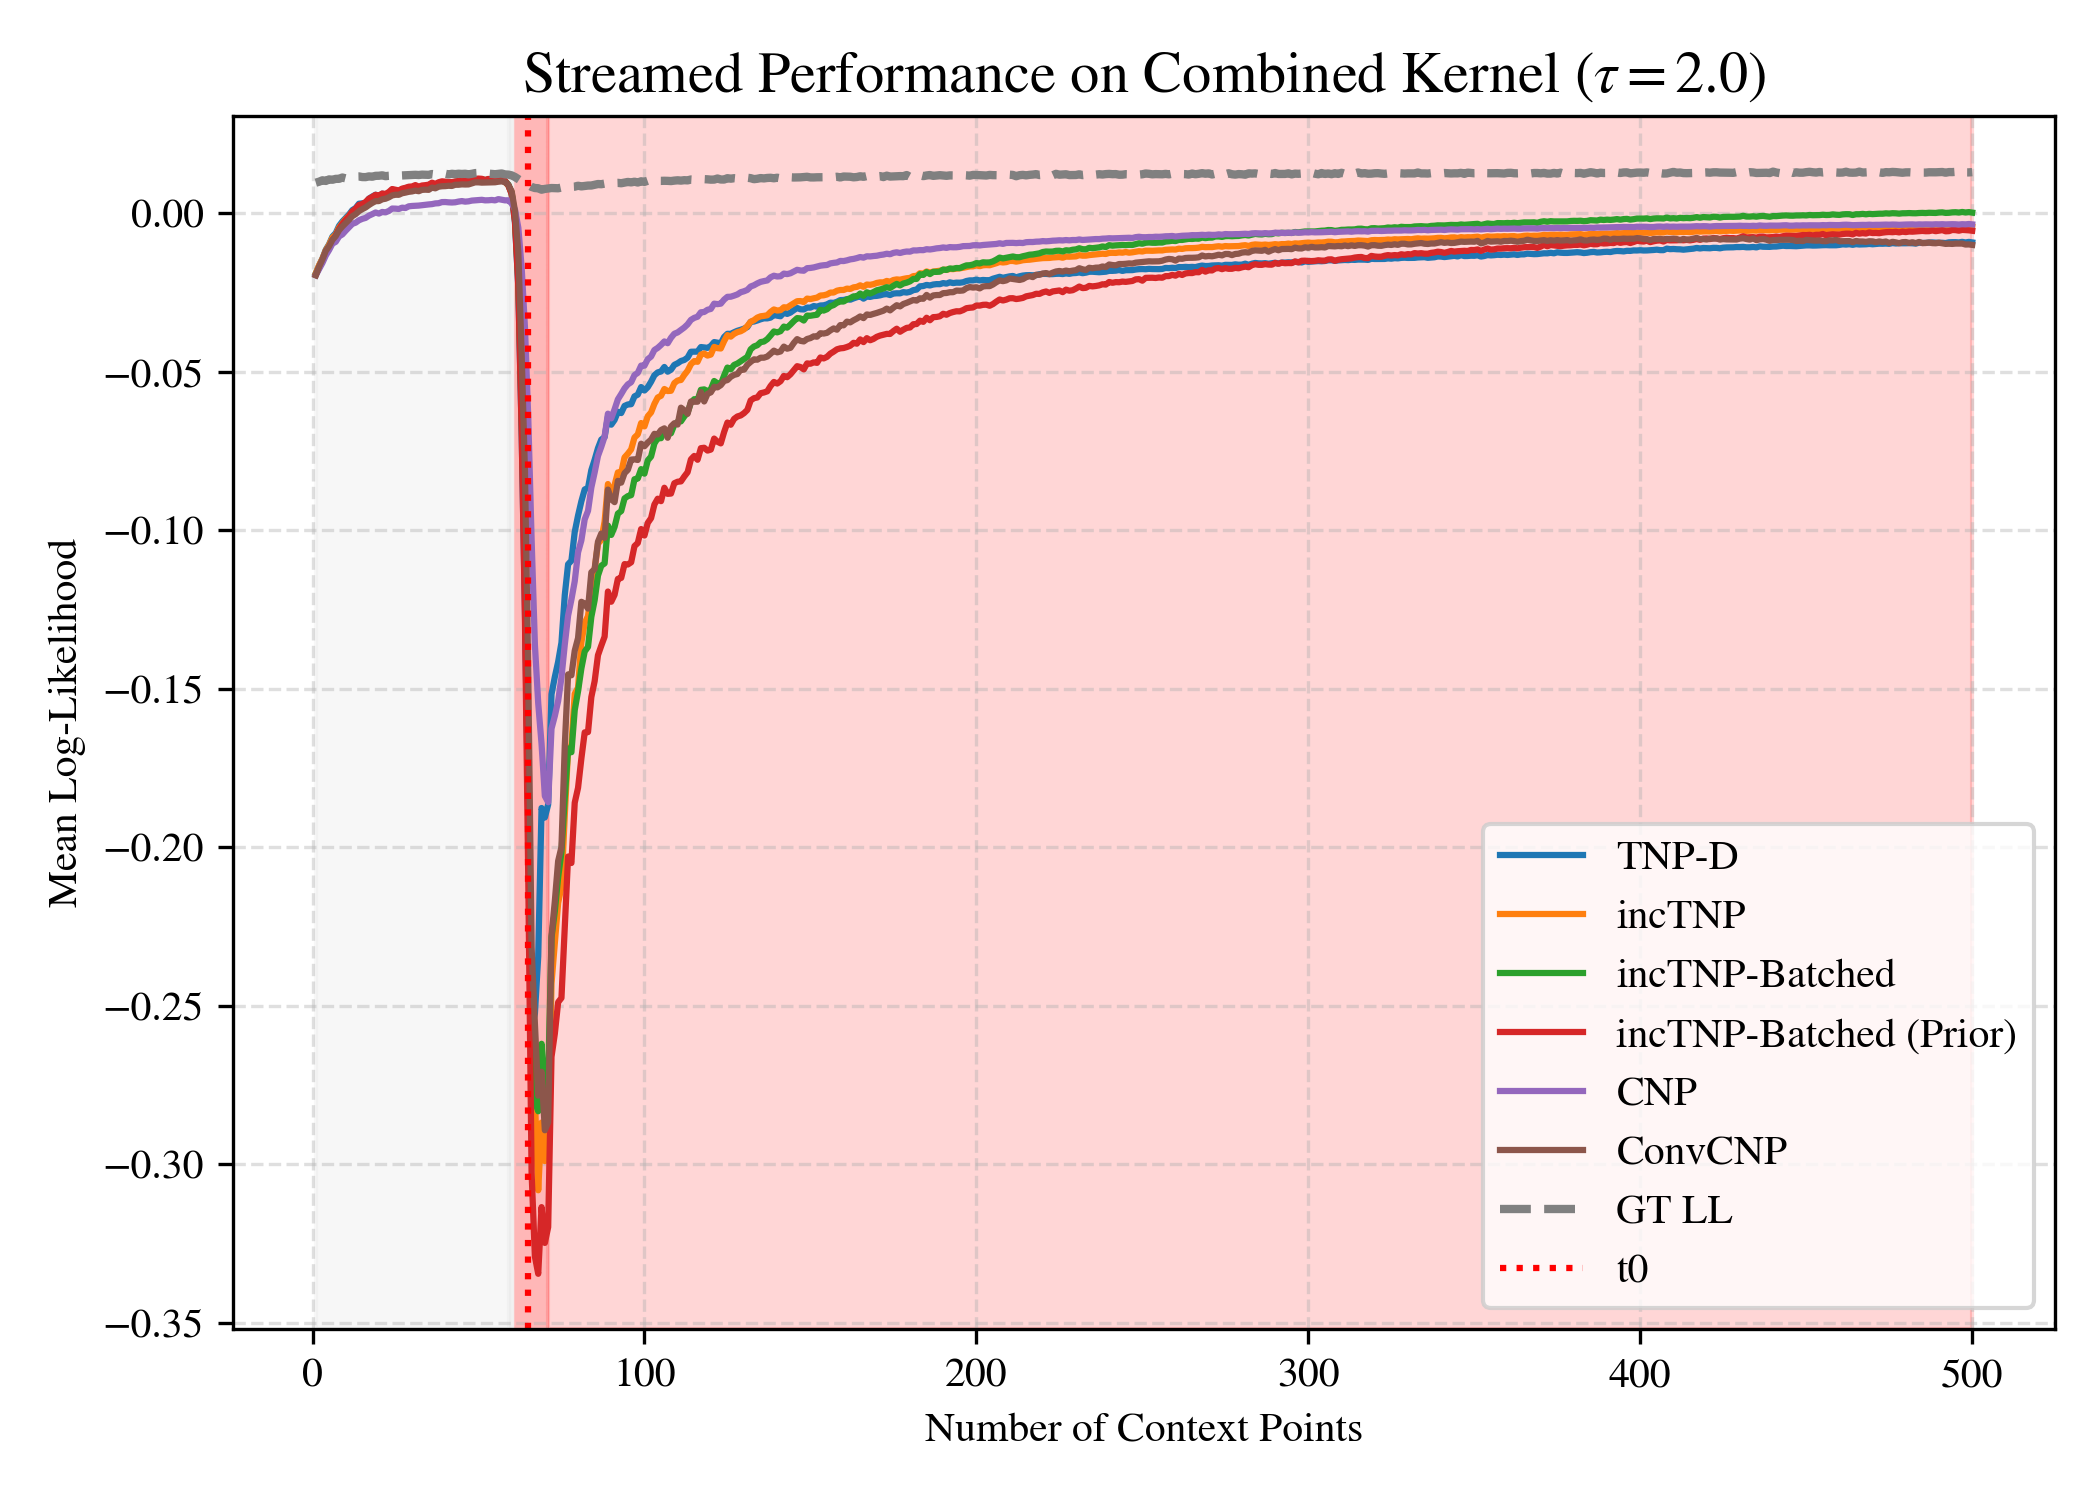 Streamed Performance on Combined Kernel (τ = 2.0)
Mean Log-Likelihood
0.00
−0.05
−0.10
−0.15
−0.20
−0.25
−0.30
−0.35
TNP-D
incTNP
incTNP-Batched
incTNP-Batched (Prior)
CNP
ConvCNP
GT LL
t0
0 100 200 300 400 500
Number of Context Points